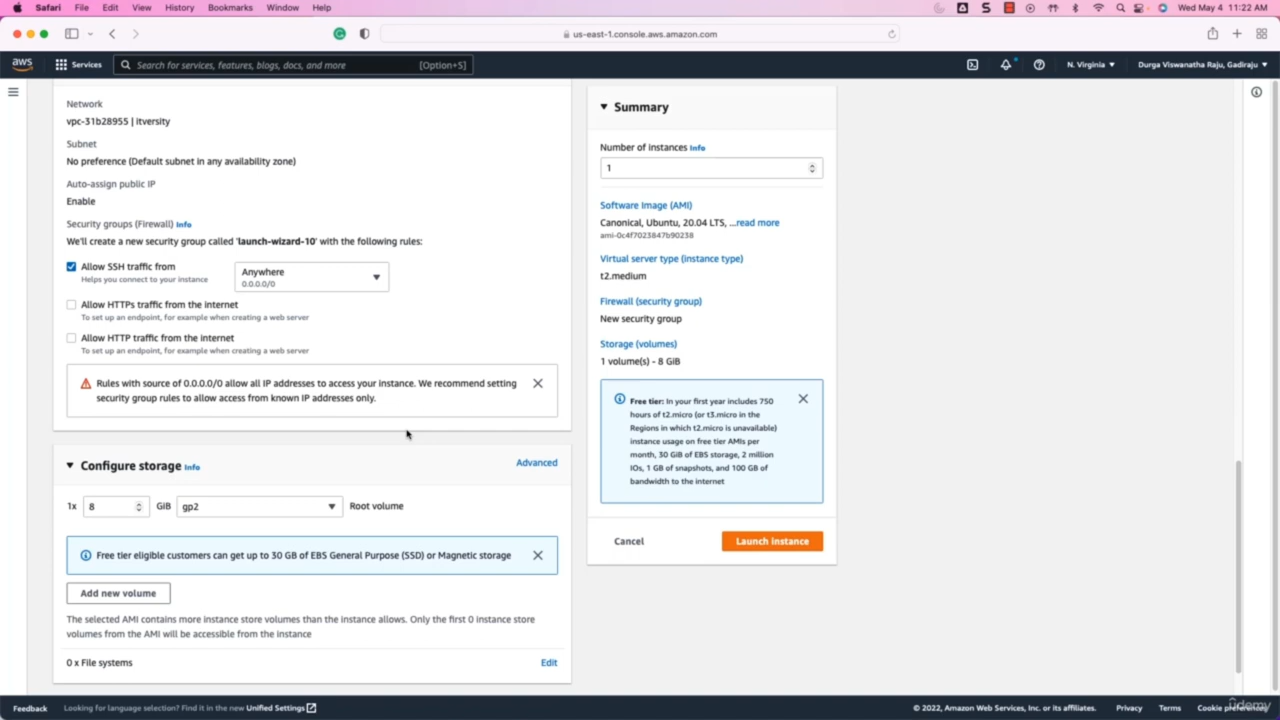 Safari File Edit View History Bookmarks Window Help Wed May 4 11:22 AM
us-east-1.console.aws.amazon.com
aws Services Search for services, features, blogs, docs, and more [Option+S] N. Virginia Durga Viswanatha Raju, Gadiraju
Network
vpc-31b28955 | itversity
Subnet
No preference (Default subnet in any availability zone)
Auto-assign public IP
Enable
Security groups (Firewall) Info
We'll create a new security group called 'launch-wizard-10' with the following rules:
Allow SSH traffic from
Helps you connect to your instance
Anywhere
0.0.0.0/0
Allow HTTPs traffic from the internet
To set up an endpoint, for example when creating a web server
Allow HTTP traffic from the internet
To set up an endpoint, for example when creating a web server
Rules with source of 0.0.0.0/0 allow all IP addresses to access your instance. We recommend setting
security group rules to allow access from known IP addresses only.
Configure storage Info Advanced
1x 8 GiB gp2 Root volume
Free tier eligible customers can get up to 30 GB of EBS General Purpose (SSD) or Magnetic storage
Add new volume
The selected AMI contains more instance store volumes than the instance allows. Only the first 0 instance store
volumes from the AMI will be accessible from the instance
0 x File systems Edit
Summary
Number of instances Info
1
Software Image (AMI)
Canonical, Ubuntu, 20.04 LTS, ...read more
ami-0c4f7023847b90238
Virtual server type (instance type)
t2.medium
Firewall (security group)
New security group
Storage (volumes)
1 volume(s) - 8 GiB
Free tier: In your first year includes 750
hours of t2.micro (or t3.micro in the
Regions in which t2.micro is unavailable)
instance usage on free tier AMIs per
month, 30 GiB of EBS storage, 2 million
IOs, 1 GB of snapshots, and 100 GB of
bandwidth to the internet
Cancel Launch instance
Feedback Looking for language selection? Find it in the new Unified Settings © 2022, Amazon Web Services, Inc. or its affiliates. Privacy Terms Cookie preferences
udemy